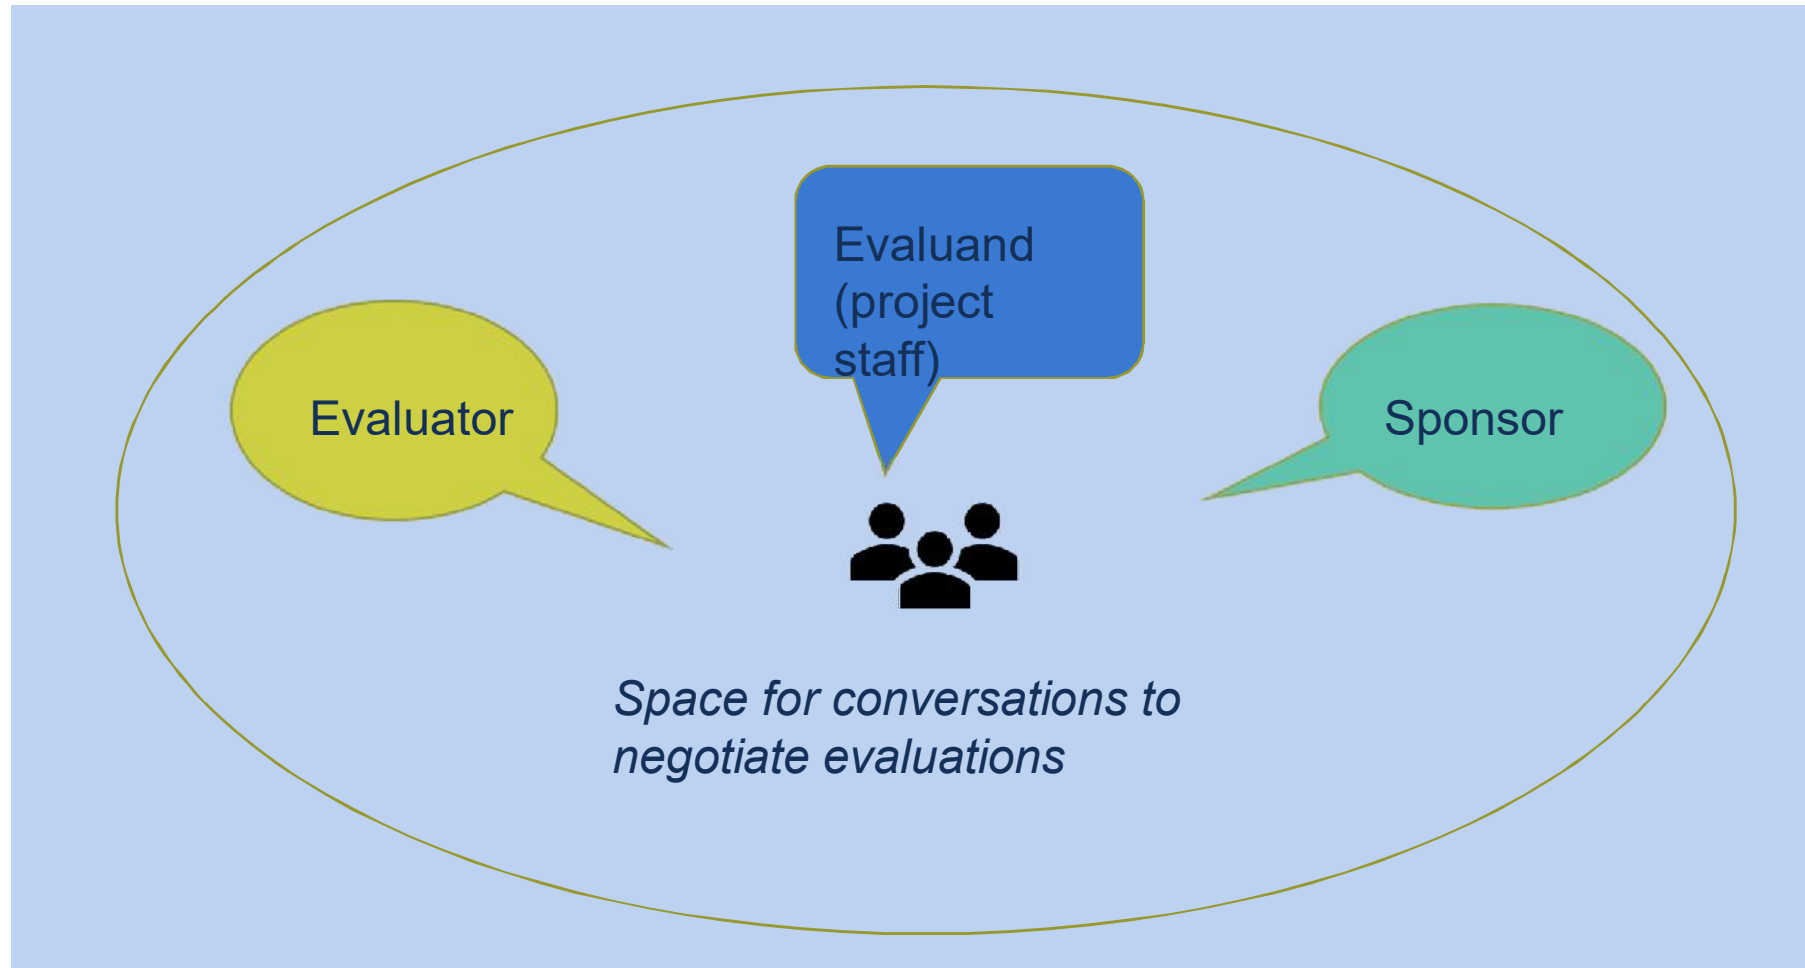 Evaluand
(project
staff)
Evaluator
Sponsor
Space for conversations to
negotiate evaluations